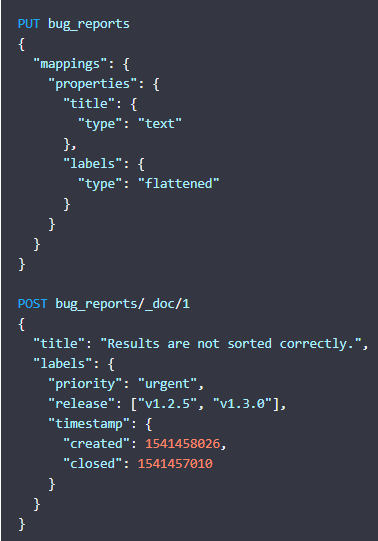 PUT bug_reports
{
  "mappings": {
    "properties": {
      "title": {
        "type": "text"
      },
      "labels": {
        "type": "flattened"
      }
    }
  }
}
POST bug_reports/_doc/1
{
  "title": "Results are not sorted correctly.",
  "labels": {
    "priority": "urgent",
    "release": ["v1.2.5", "v1.3.0"],
    "timestamp": {
      "created": 1541458026,
      "closed": 1541457010
    }
  }
}